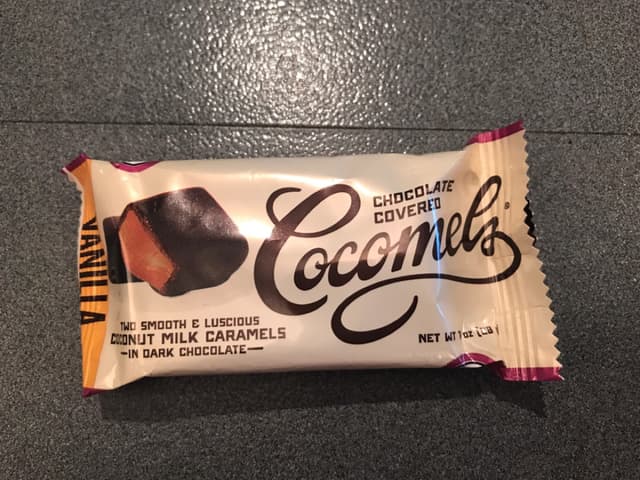 VANILLA
CHOCOLATE
COVERED
Cocomels®
TWO SMOOTH & LUSCIOUS
COCONUT MILK CARAMELS
—IN DARK CHOCOLATE—
NET WT 1oz